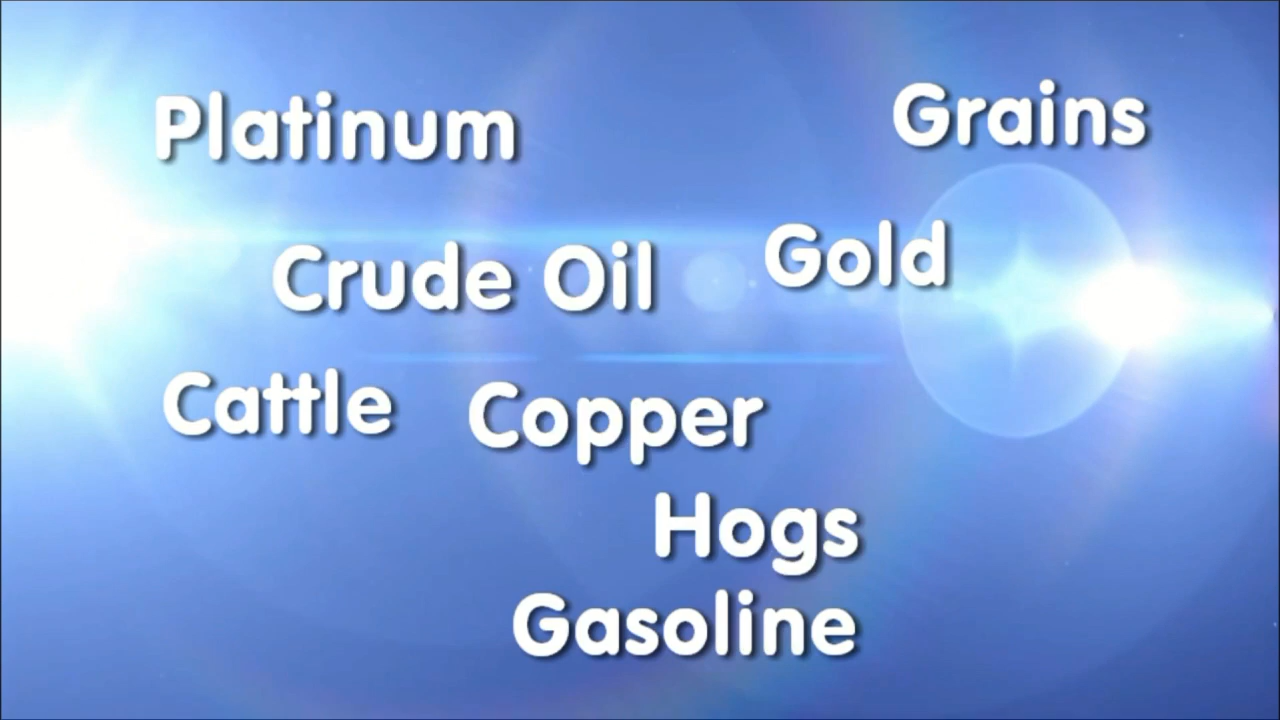 Platinum
Grains
Crude Oil
Gold
Cattle
Copper
Hogs
Gasoline